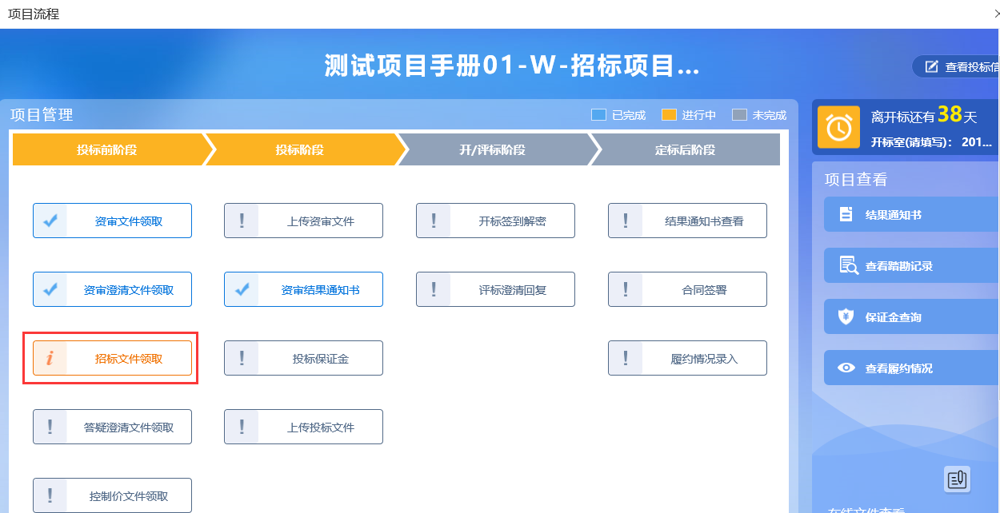 项目流程
测试项目手册01-W-招标项目...
查看投标信
项目管理
已完成
进行中
未完成
离开标还有38天
开标室(请填写)： 201...
投标前阶段
投标阶段
开/评标阶段
定标后阶段
项目查看
资审文件领取
上传资审文件
开标签到解密
结果通知书查看
结果通知书
资审澄清文件领取
资审结果通知书
评标澄清回复
合同签署
查看踏勘记录
保证金查询
招标文件领取
投标保证金
履约情况录入
查看履约情况
答疑澄清文件领取
上传投标文件
控制价文件领取
在线文件查看